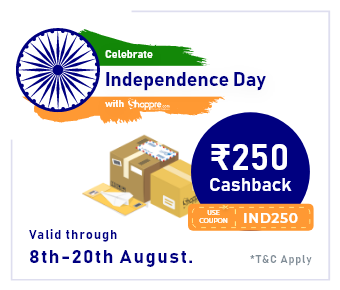 Celebrate
Independence Day
with Shoppre.com
₹250
Cashback
USE
COUPON
IND250
Valid through
8th-20th August.
*T&C Apply